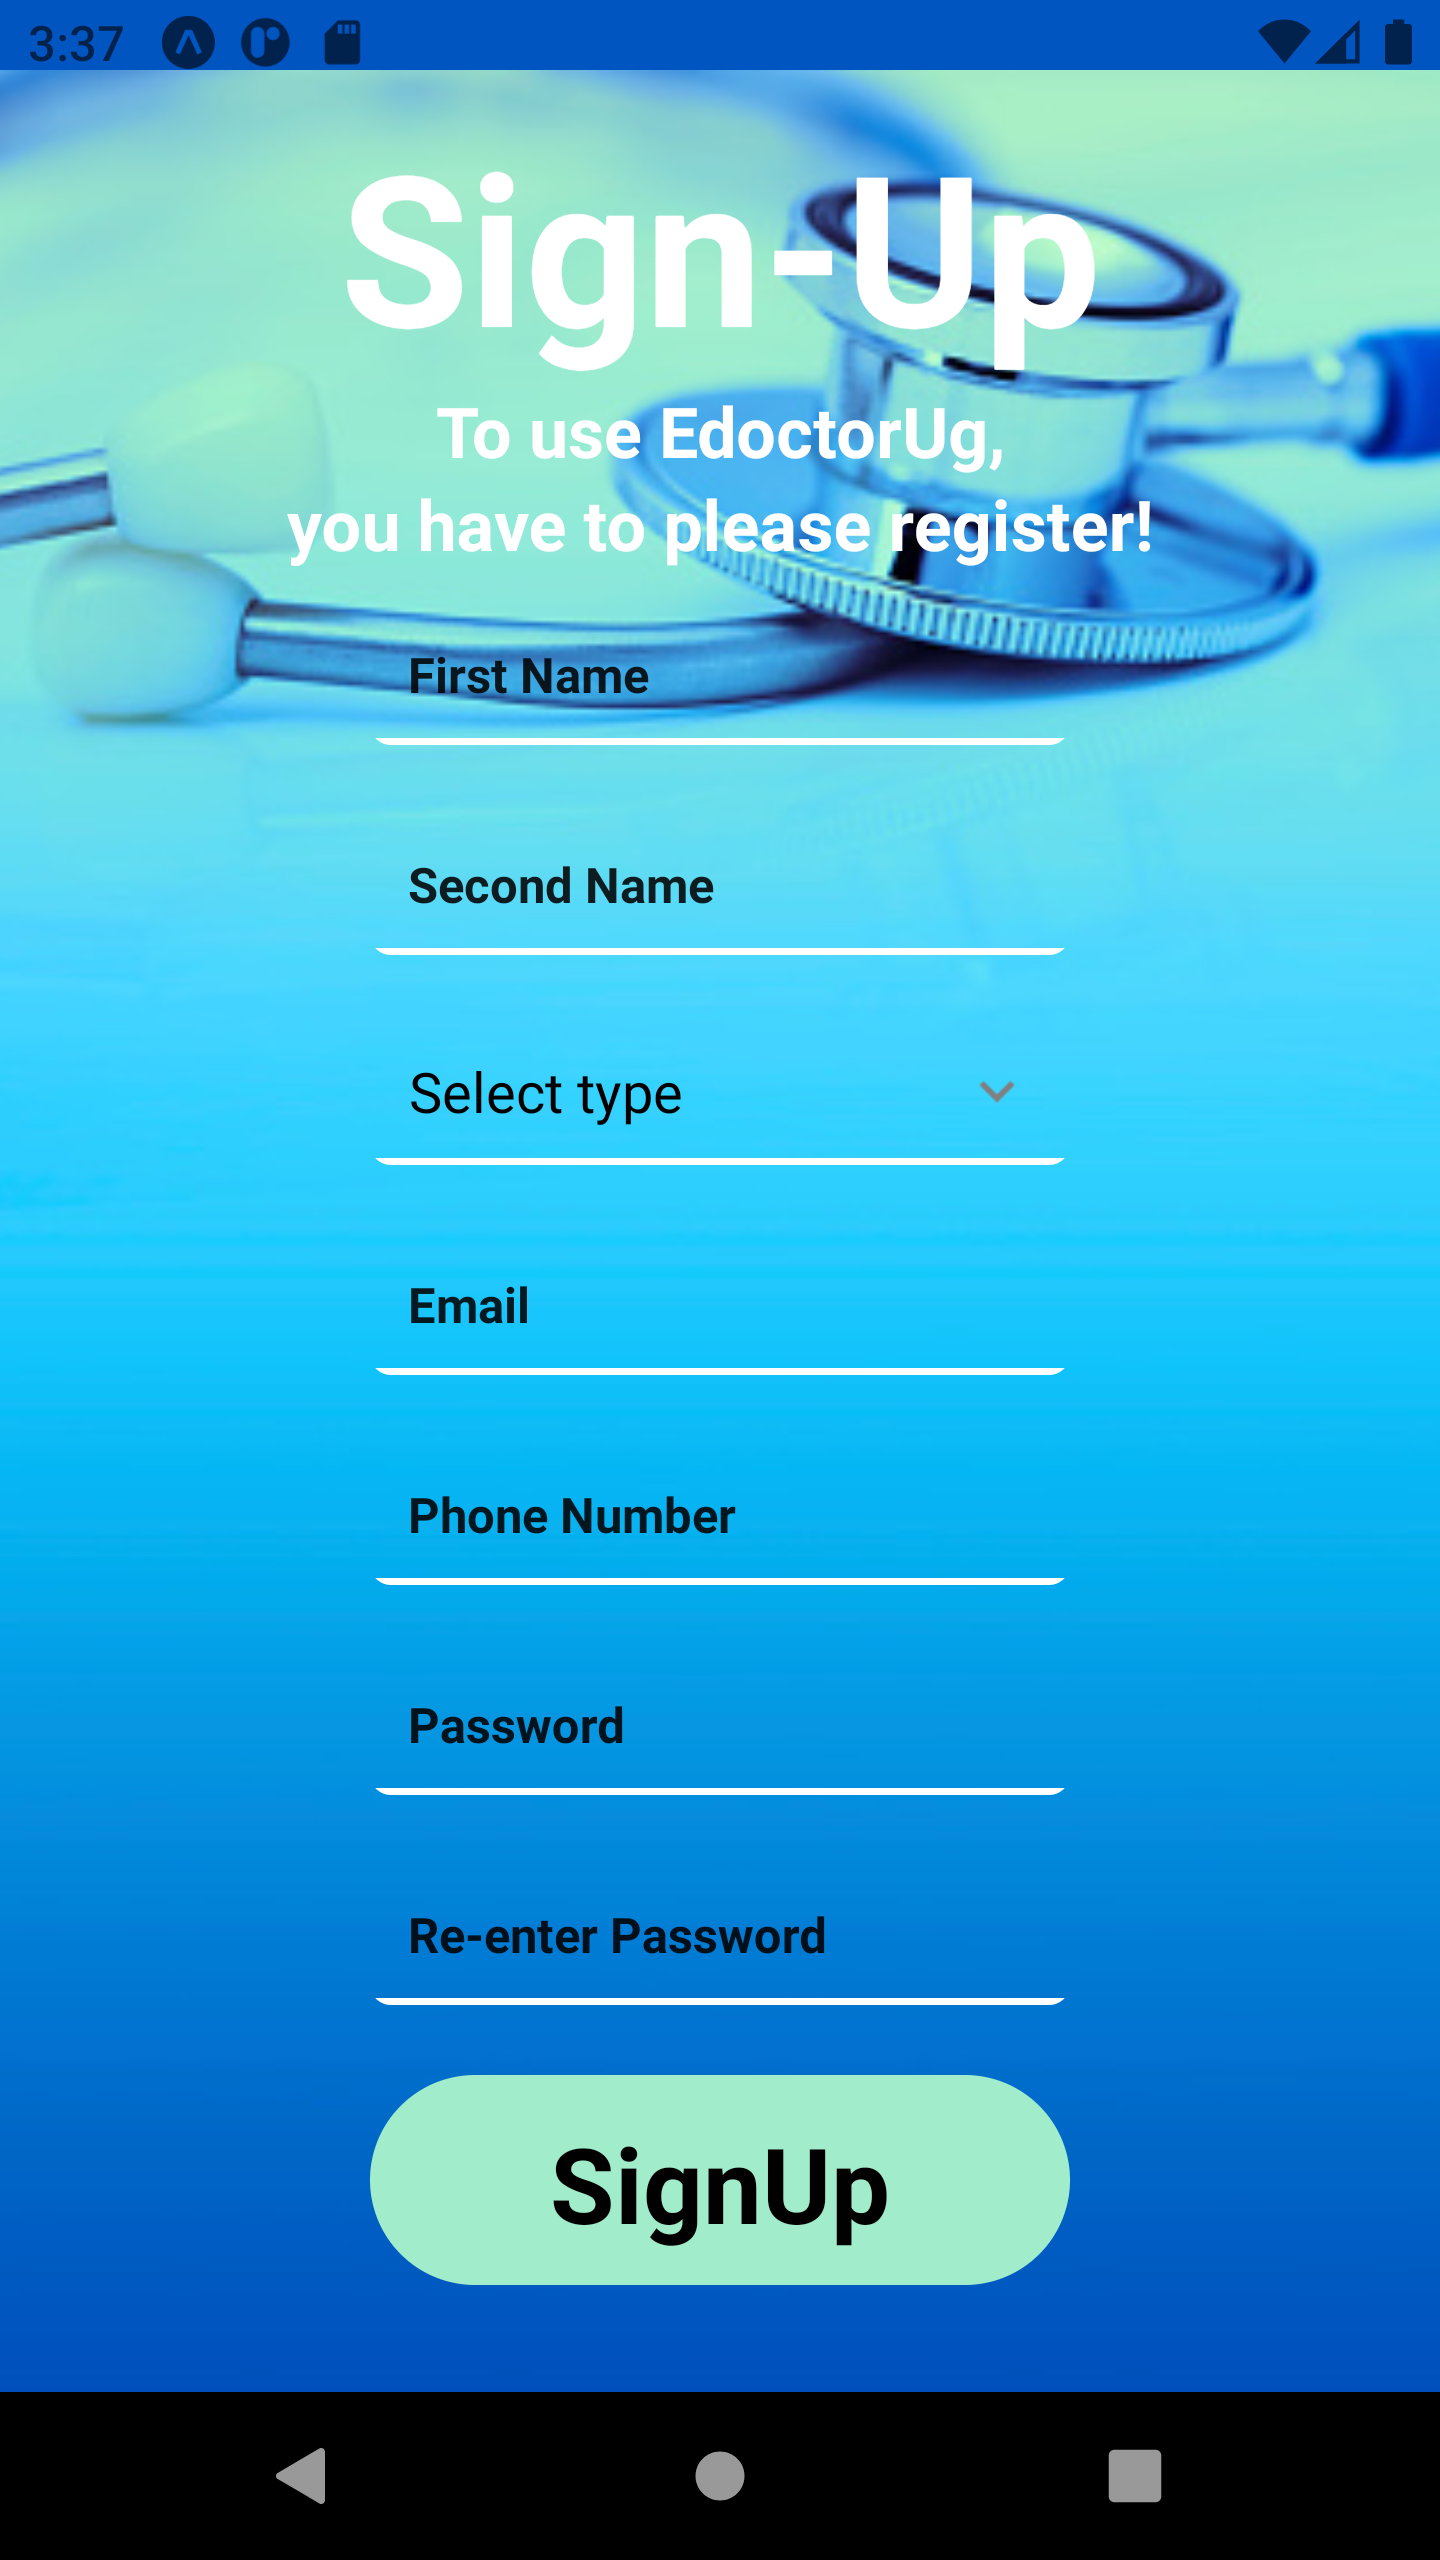 3:37
Sign-Up
To use EdoctorUg,
you have to please register!
First Name
Second Name
Select type
Email
Phone Number
Password
Re-enter Password
SignUp